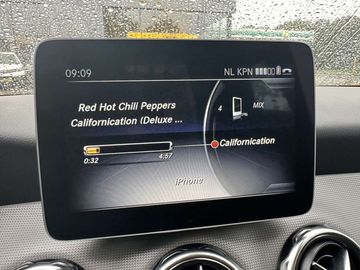 09:09
NL KPN
Red Hot Chili Peppers
4
MIX
Californication (Deluxe ...
Californication
0:32
4:57
iPhone